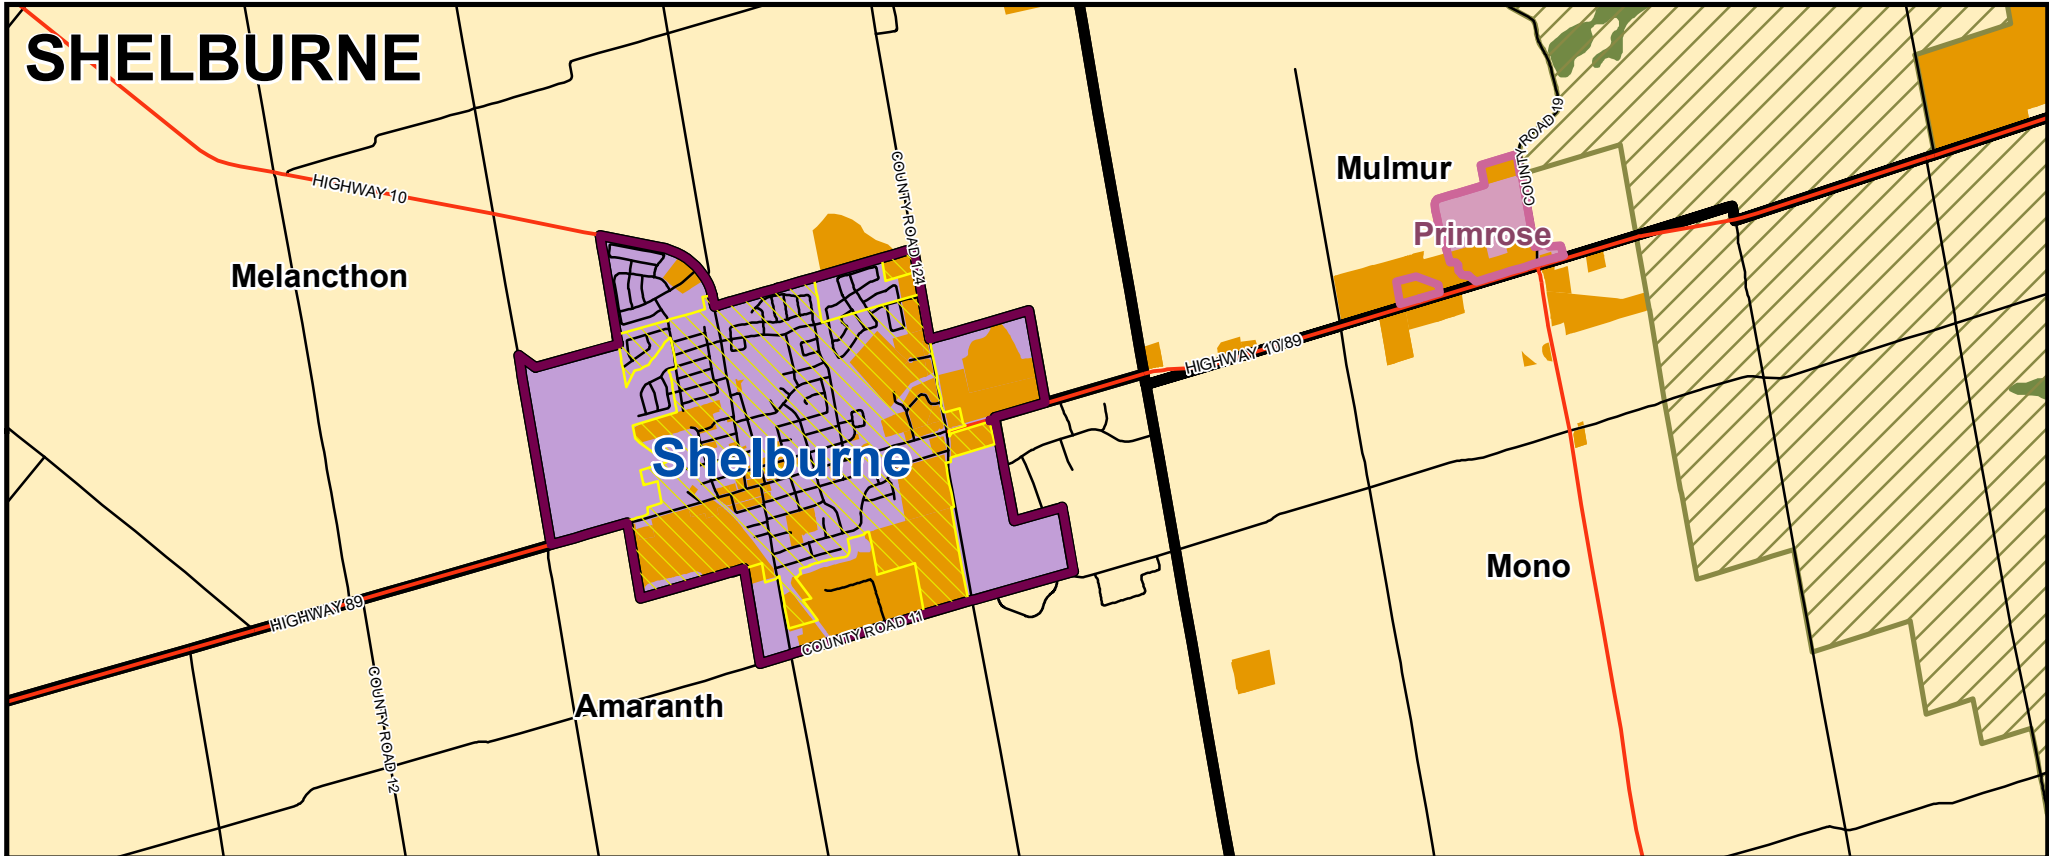 SHELBURNE
COUNTY ROAD 19
COUNTY ROAD 124
Mulmur
HIGHWAY 10
Primrose
Melancthon
HIGHWAY 10/89
Shelburne
Mono
HIGHWAY 89
COUNTY ROAD 11
COUNTY ROAD 12
Amaranth